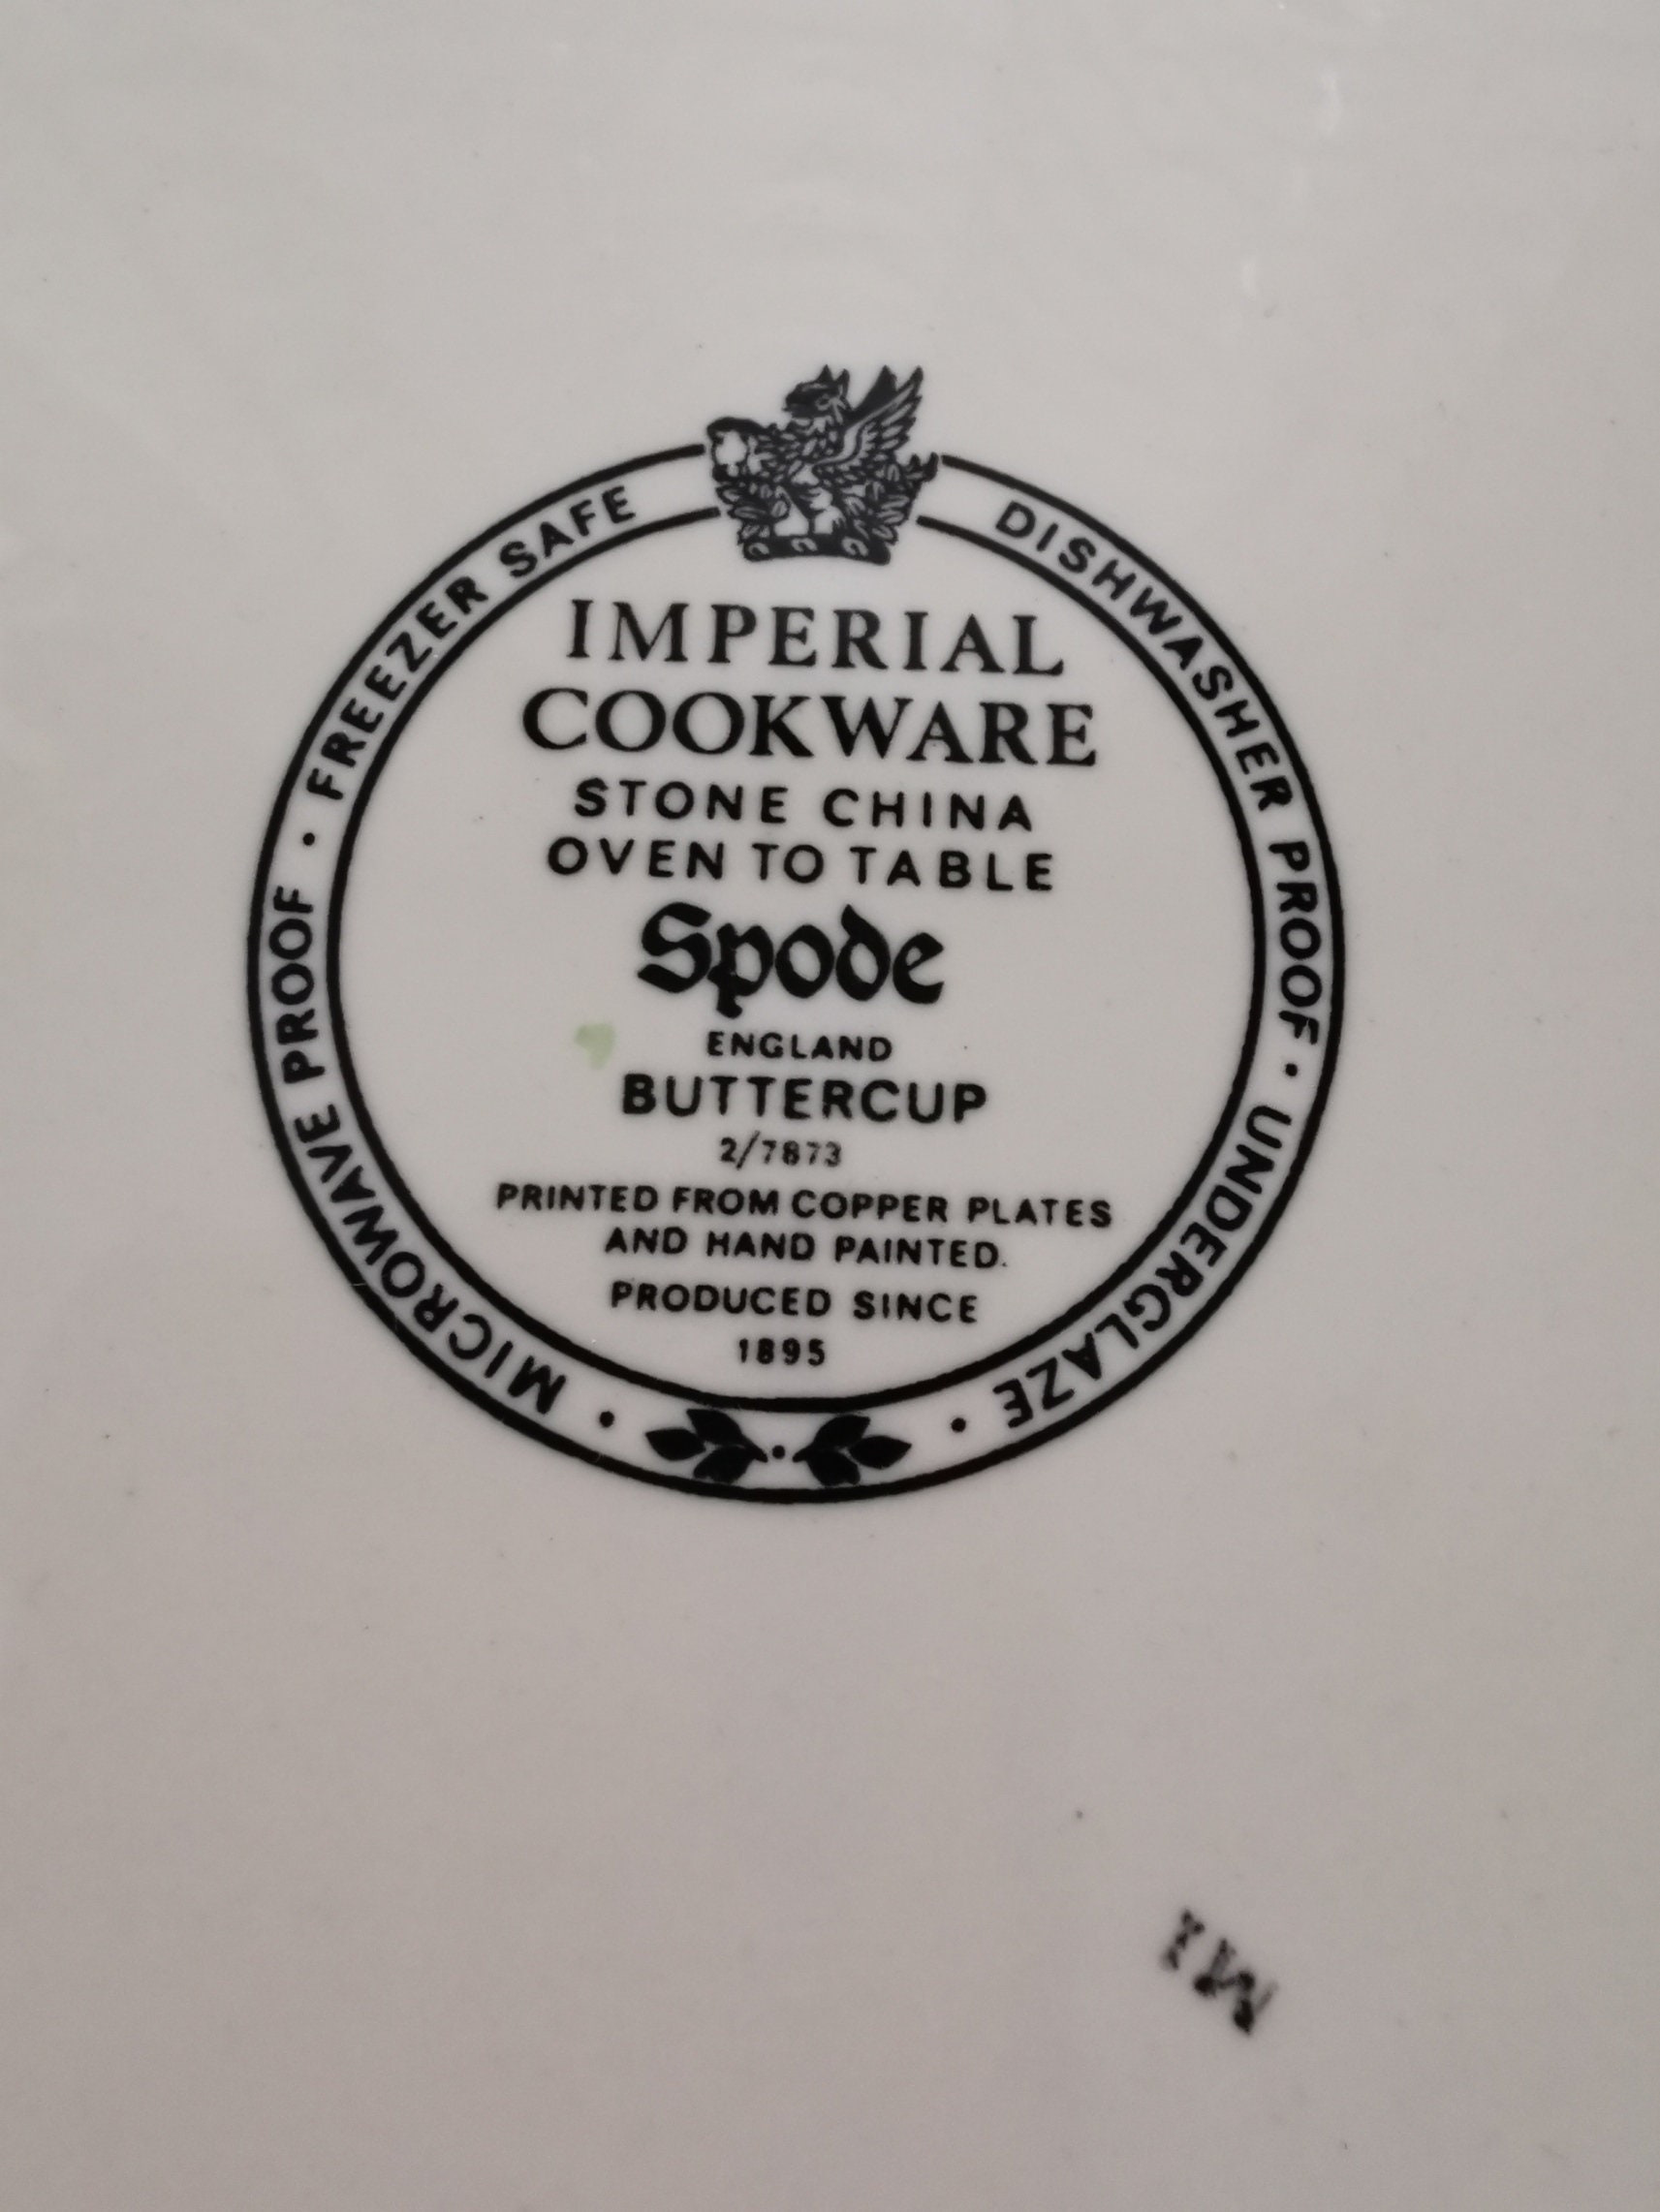 MICROWAVE PROOF · FREEZER SAFE
DISHWASHER PROOF · UNDERGLAZE
IMPERIAL
COOKWARE
STONE CHINA
OVEN TO TABLE
Spode
ENGLAND
BUTTERCUP
2/7873
PRINTED FROM COPPER PLATES
AND HAND PAINTED.
PRODUCED SINCE
1895